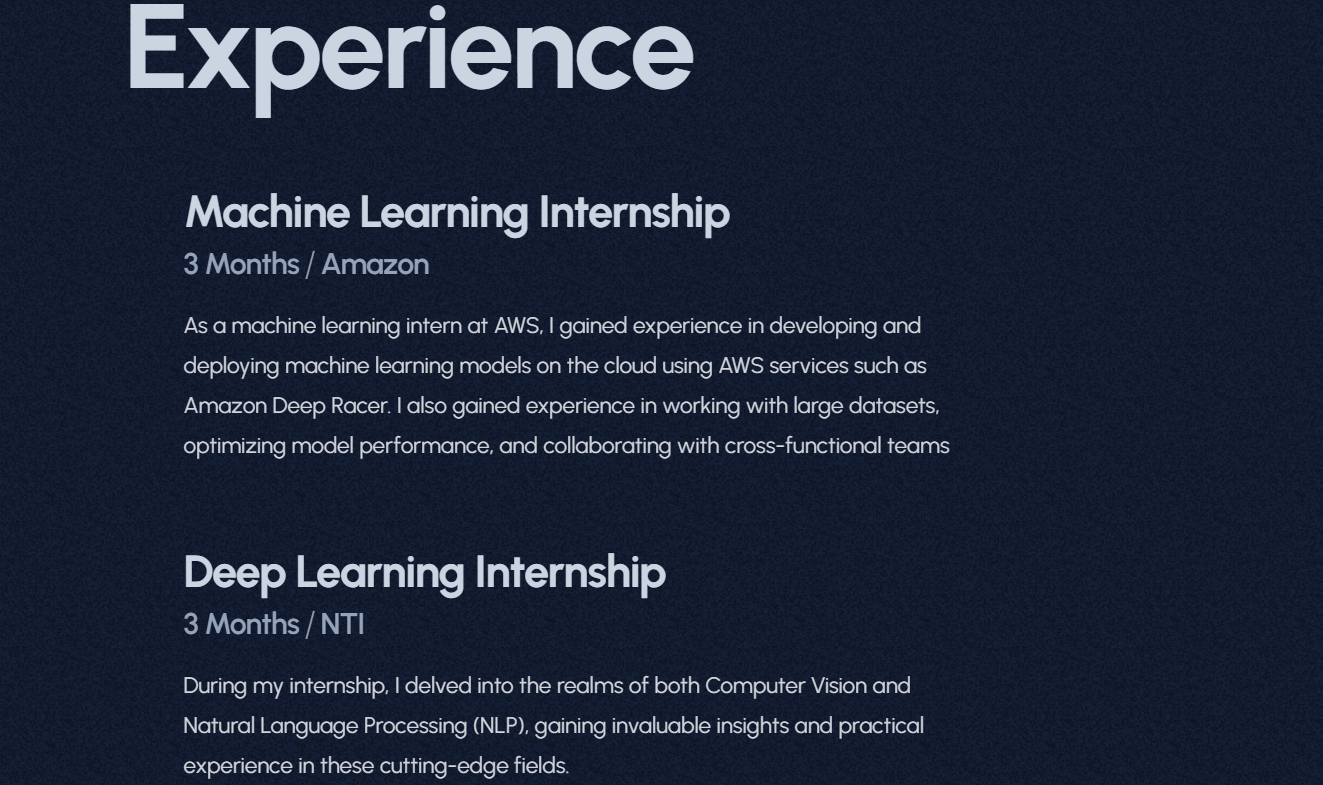 Experience
Machine Learning Internship
3 Months / Amazon
As a machine learning intern at AWS, I gained experience in developing and
deploying machine learning models on the cloud using AWS services such as
Amazon Deep Racer. I also gained experience in working with large datasets,
optimizing model performance, and collaborating with cross-functional teams
Deep Learning Internship
3 Months / NTI
During my internship, I delved into the realms of both Computer Vision and
Natural Language Processing (NLP), gaining invaluable insights and practical
experience in these cutting-edge fields.